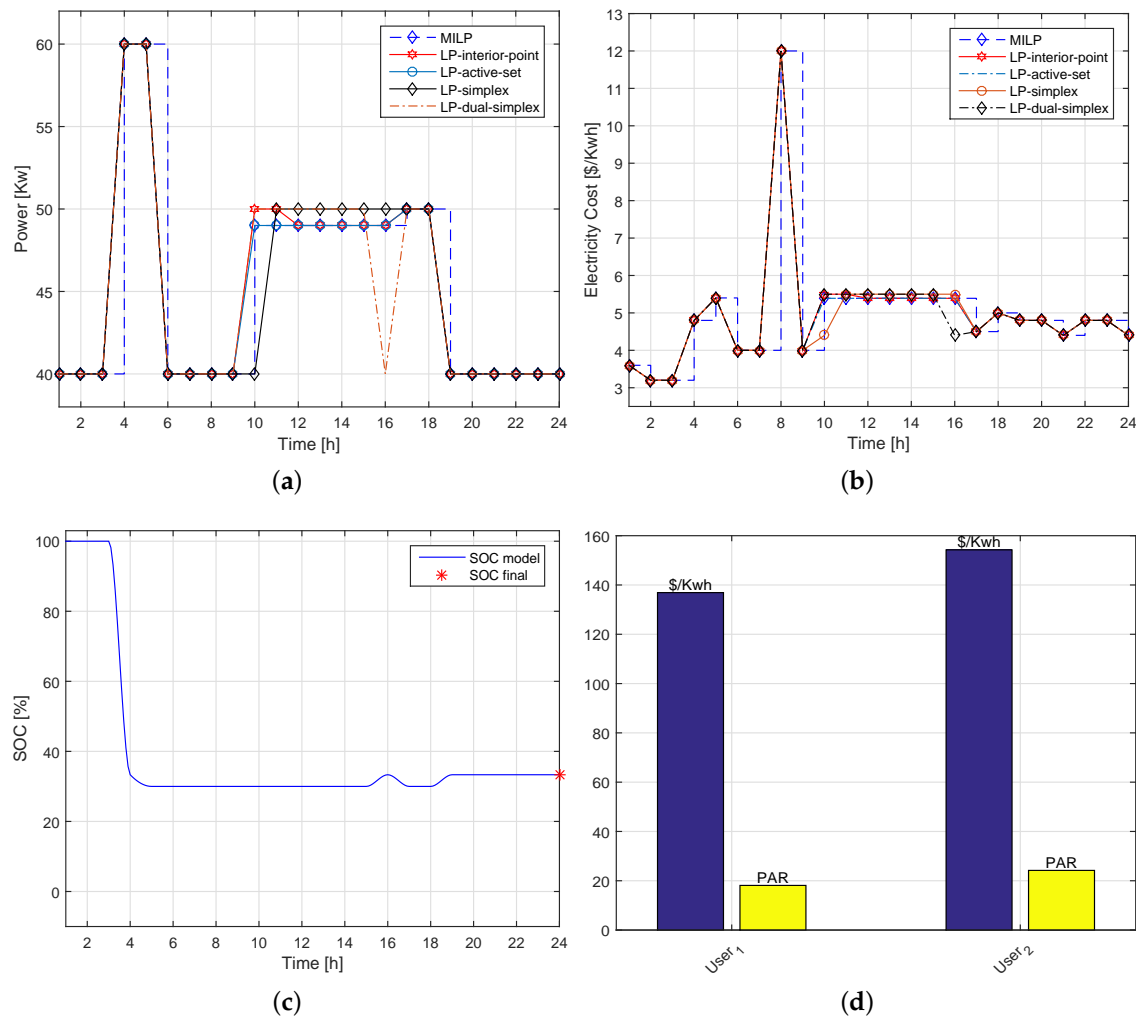 60
55
50
45
40
Power [Kw]
2 4 6 8 10 12 14 16 18 20 22 24
Time [h]
MILP
LP-interior-point
LP-active-set
LP-simplex
LP-dual-simplex
(a)
13
12
11
10
9
8
7
6
5
4
3
Electricity Cost [$/Kwh]
2 4 6 8 10 12 14 16 18 20 22 24
Time [h]
MILP
LP-interior-point
LP-active-set
LP-simplex
LP-dual-simplex
(b)
100
80
60
40
20
0
SOC [%]
2 4 6 8 10 12 14 16 18 20 22 24
Time [h]
SOC model
SOC final
(c)
160
140
120
100
80
60
40
20
0
$/Kwh
PAR
$/Kwh
PAR
User1
User2
(d)